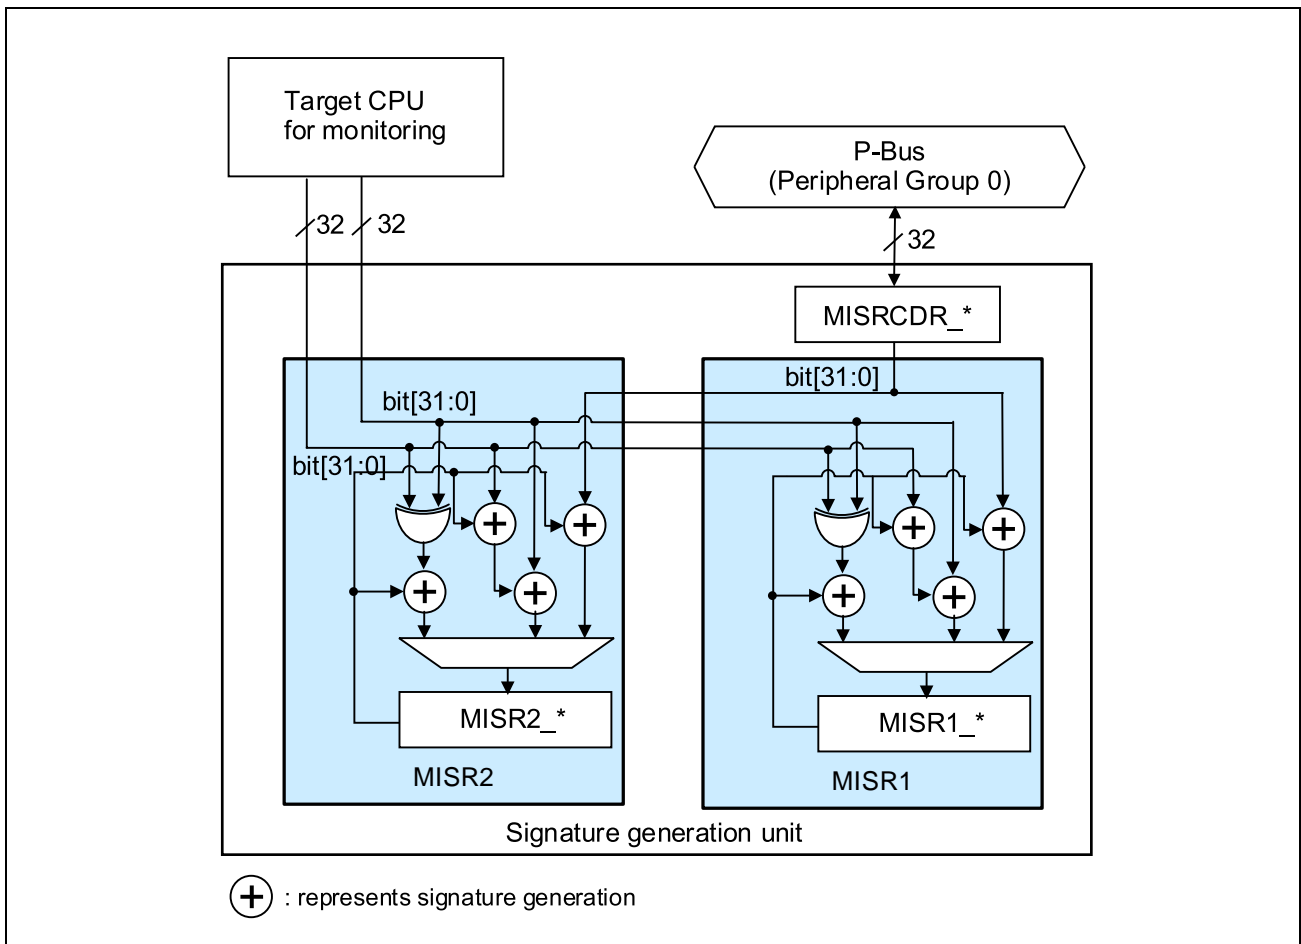 Target CPU
for monitoring
P-Bus
(Peripheral Group 0)
32
32
32
MISRCDR_*
bit[31:0]
bit[31:0]
bit[31:0]
MISR2_*
MISR1_*
MISR2
MISR1
Signature generation unit
: represents signature generation